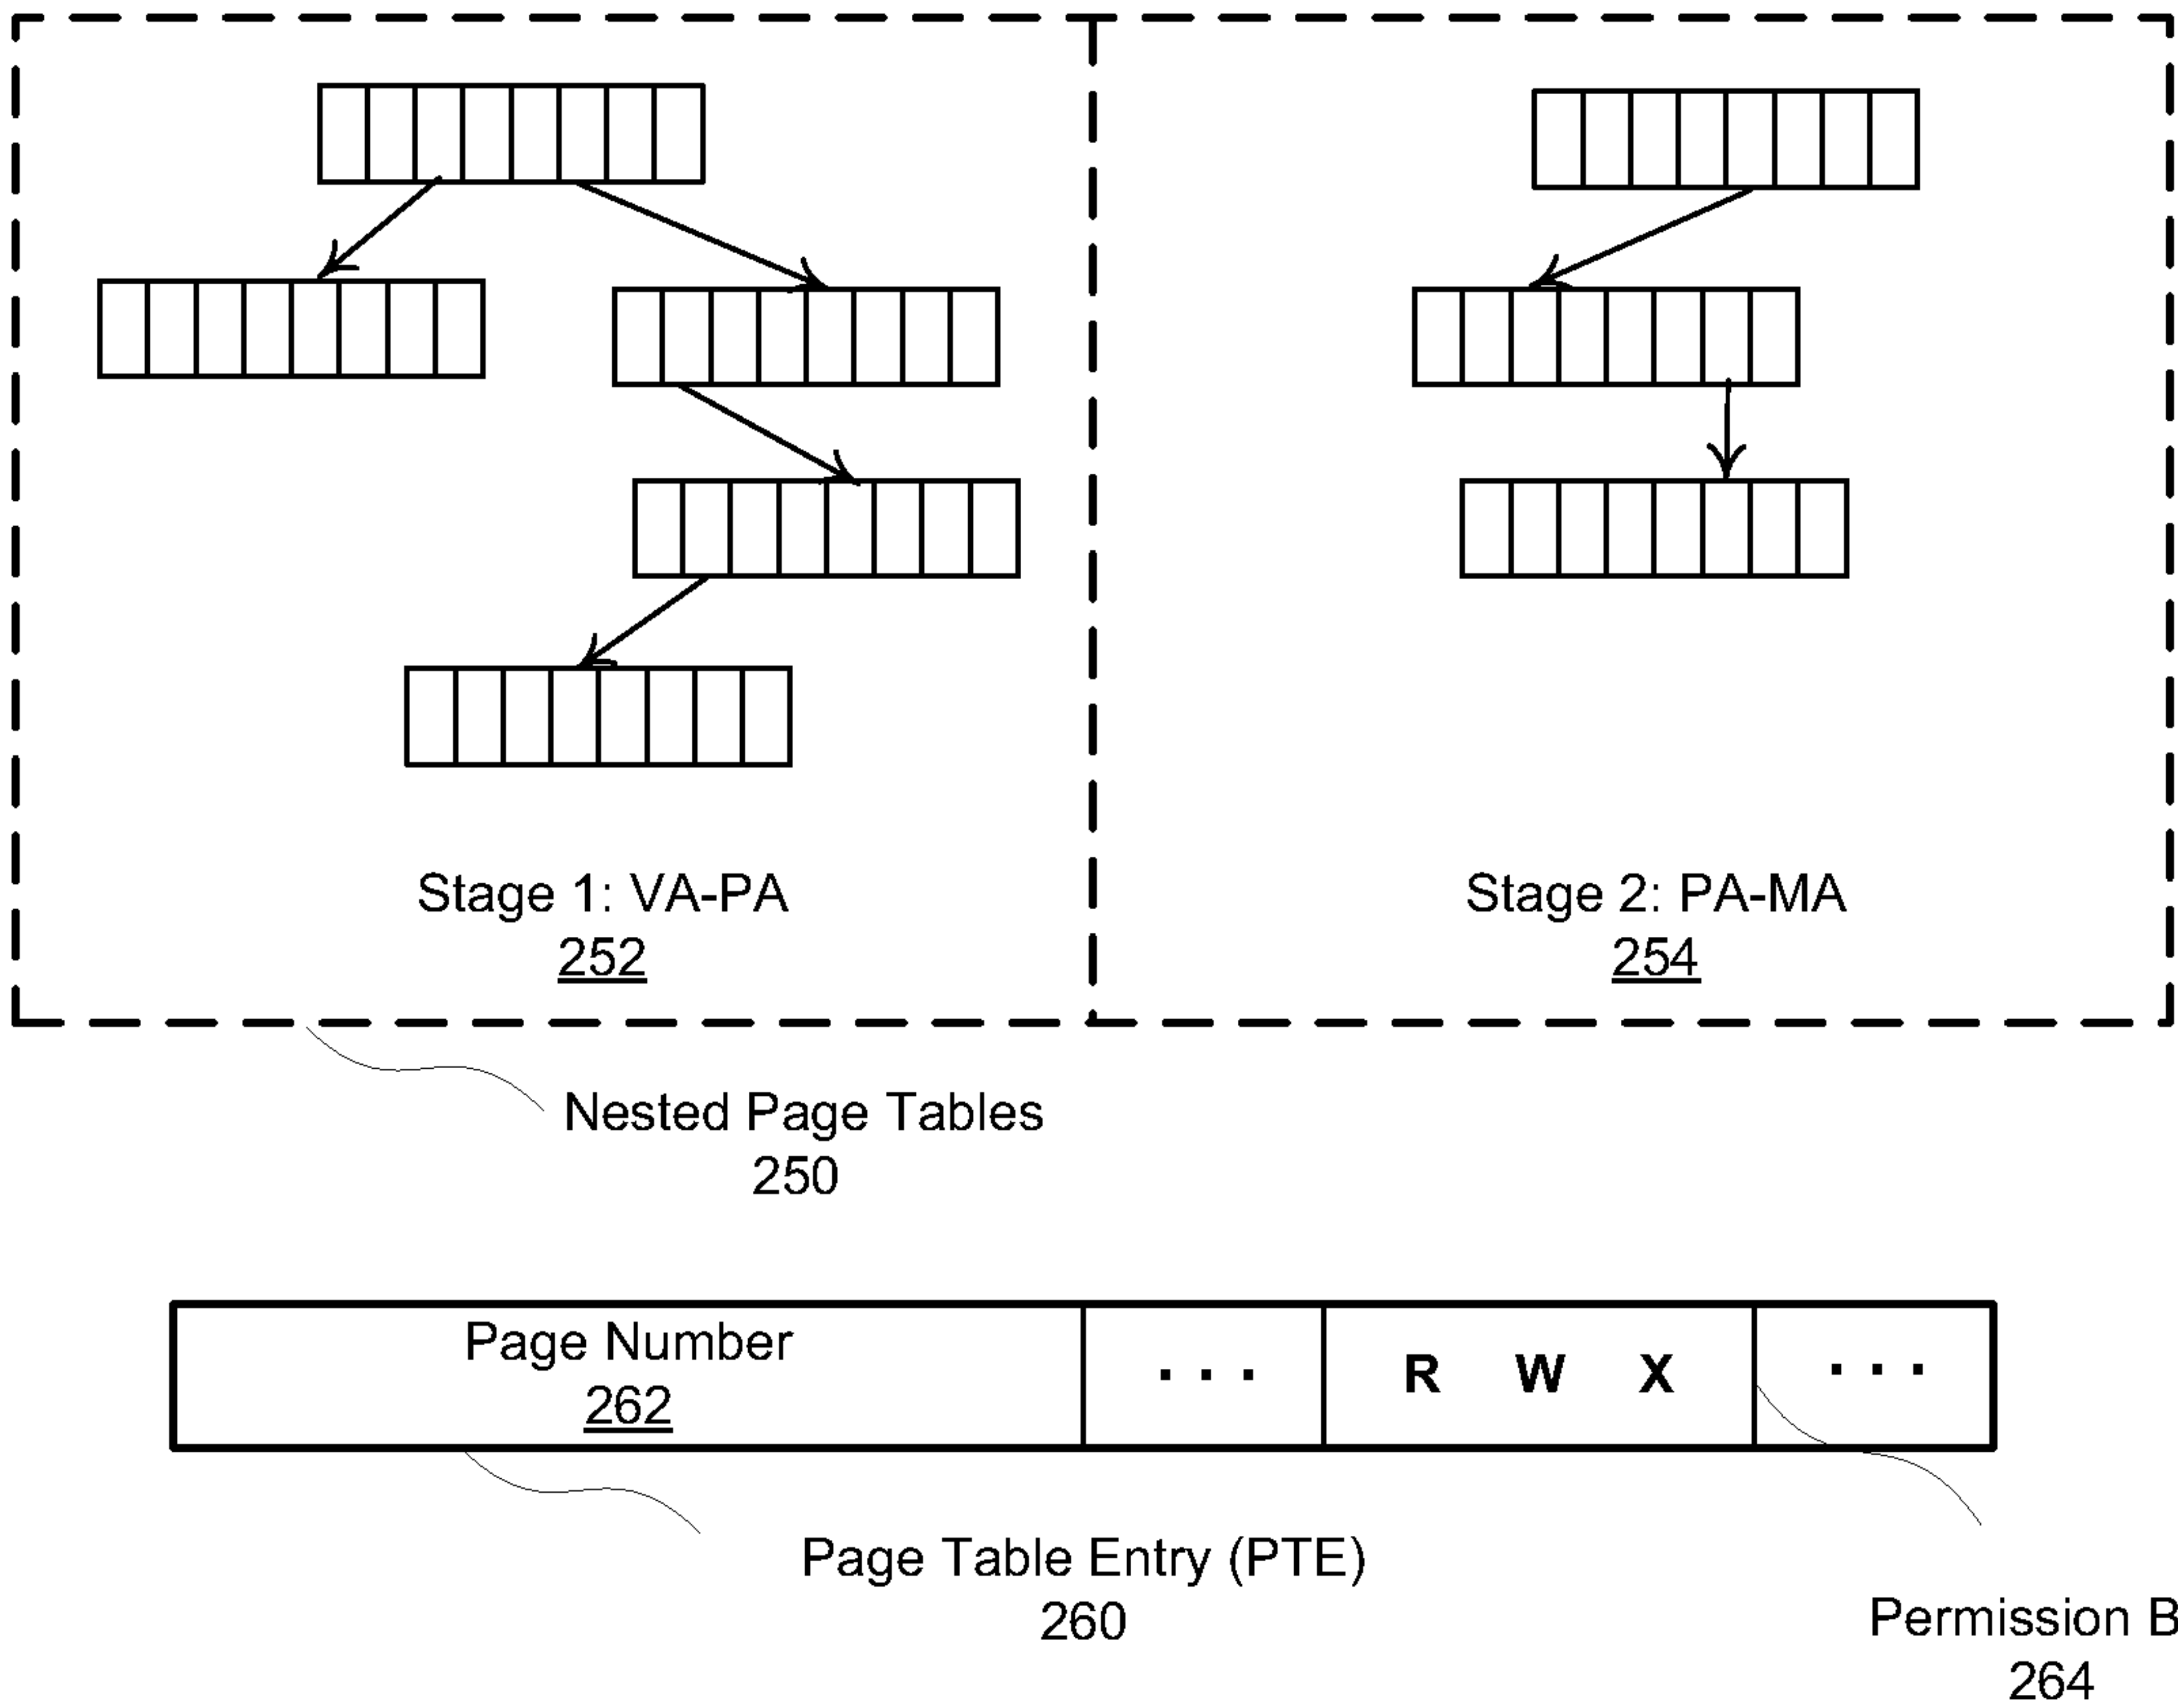 Stage 1: VA-PA
252
Stage 2: PA-MA
254
Nested Page Tables
250
Page Number
262
...
R W X
...
Page Table Entry (PTE)
260
Permission B
264